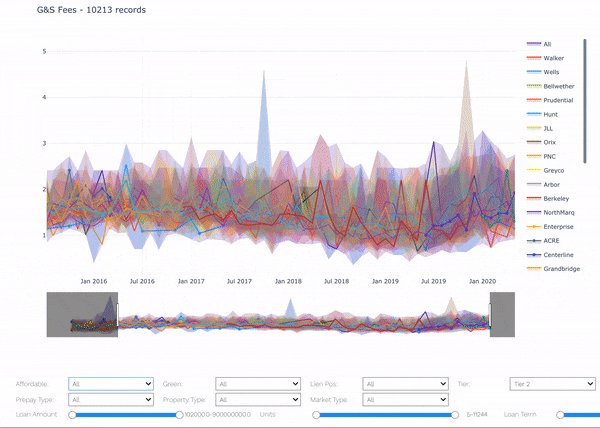 G&S Fees - 10213 records
5
4
3
2
1
Jan 2016 Jul 2016 Jan 2017 Jul 2017 Jan 2018 Jul 2018 Jan 2019 Jul 2019 Jan 2020
All
Walker
Wells
Bellwether
Prudential
Hunt
JLL
Orix
PNC
Greyco
Arbor
Berkeley
NorthMarq
Enterprise
ACRE
Centerline
Grandbridge
Affordable: All Green: All Lien Pos: All Tier: Tier 2
Prepay Type: All Property Type: All Market Type: All
Loan Amount Units 5-11244 Loan Term